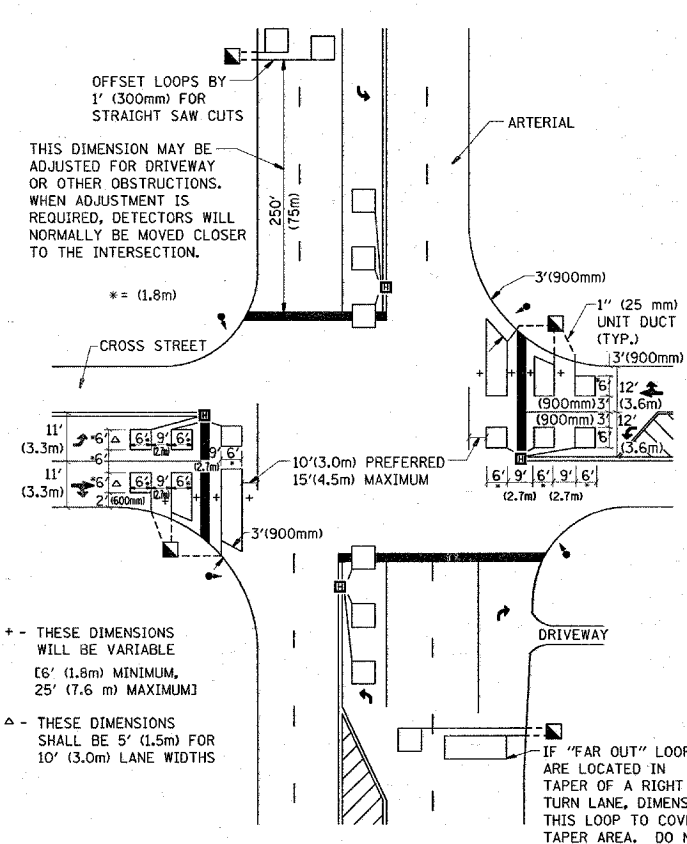 OFFSET LOOPS BY
1' (300mm) FOR
STRAIGHT SAW CUTS
THIS DIMENSION MAY BE
ADJUSTED FOR DRIVEWAY
OR OTHER OBSTRUCTIONS.
WHEN ADJUSTMENT IS
REQUIRED, DETECTORS WILL
NORMALLY BE MOVED CLOSER
TO THE INTERSECTION.
* = (1.8m)
250'
(75m)
ARTERIAL
3'(900mm)
1" (25 mm)
UNIT DUCT
(TYP.)
3'(900mm)
*6'
12'
(3.6m)
(900mm) 3'
(900mm) 3'
12'
*6'
(3.6m)
6' 9' 6' 9' 6'
* * *
(2.7m) (2.7m)
CROSS STREET
11'
(3.3m)
*6'
△
6' 9' 6'
(2.7m)
*6'
11'
(3.3m)
*6'
△
6' 9' 6'
(2.7m)
2'
(600mm)
9' 6'
(2.7m) *
10'(3.0m) PREFERRED
15'(4.5m) MAXIMUM
3'(900mm)
+ - THESE DIMENSIONS
WILL BE VARIABLE
[6' (1.8m) MINIMUM,
25' (7.6 m) MAXIMUM]
△ - THESE DIMENSIONS
SHALL BE 5' (1.5m) FOR
10' (3.0m) LANE WIDTHS
DRIVEWAY
IF "FAR OUT" LOOP
ARE LOCATED IN
TAPER OF A RIGHT
TURN LANE, DIMENS
THIS LOOP TO COVE
TAPER AREA. DO N